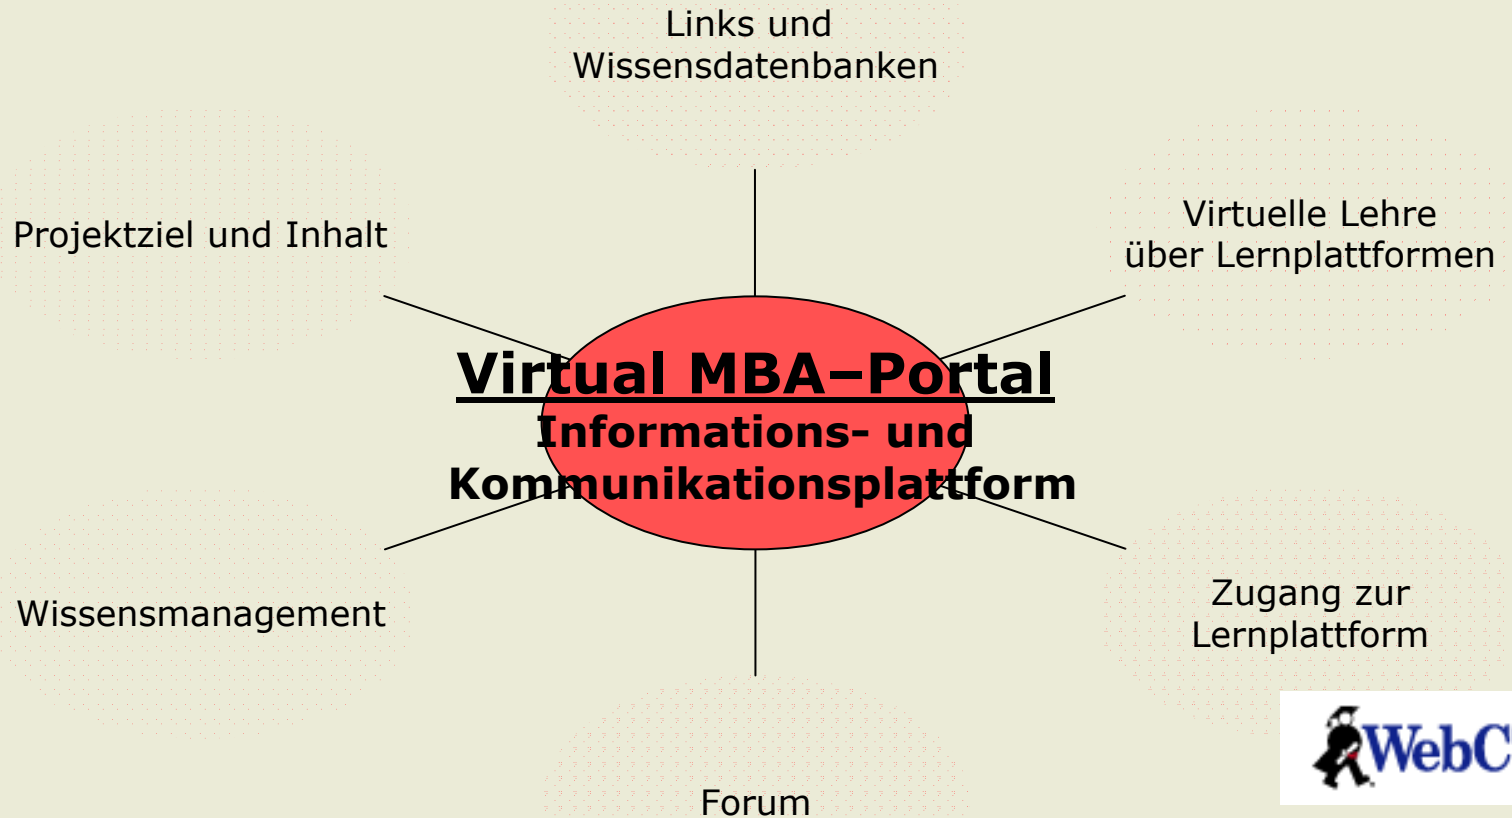 Links und
Wissensdatenbanken
Projektziel und Inhalt
Virtuelle Lehre
über Lernplattformen
Virtual MBA–Portal
Informations- und
Kommunikationsplattform
Wissensmanagement
Zugang zur
Lernplattform
WebC
Forum